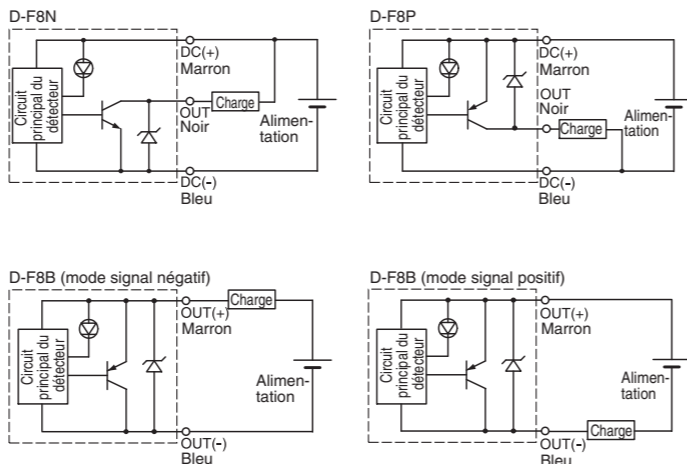 D-F8N
DC(+)
Marron
Circuit
principal du
détecteur
OUT
Noir
Charge
Alimen-
tation
DC(-)
Bleu
D-F8P
DC(+)
Marron
Circuit
principal du
détecteur
OUT
Noir
Charge
Alimen-
tation
DC(-)
Bleu
D-F8B (mode signal négatif)
Charge
OUT(+)
Marron
Circuit
principal du
détecteur
Alimen-
tation
OUT(-)
Bleu
D-F8B (mode signal positif)
OUT(+)
Marron
Circuit
principal du
détecteur
Alimen-
tation
Charge
OUT(-)
Bleu